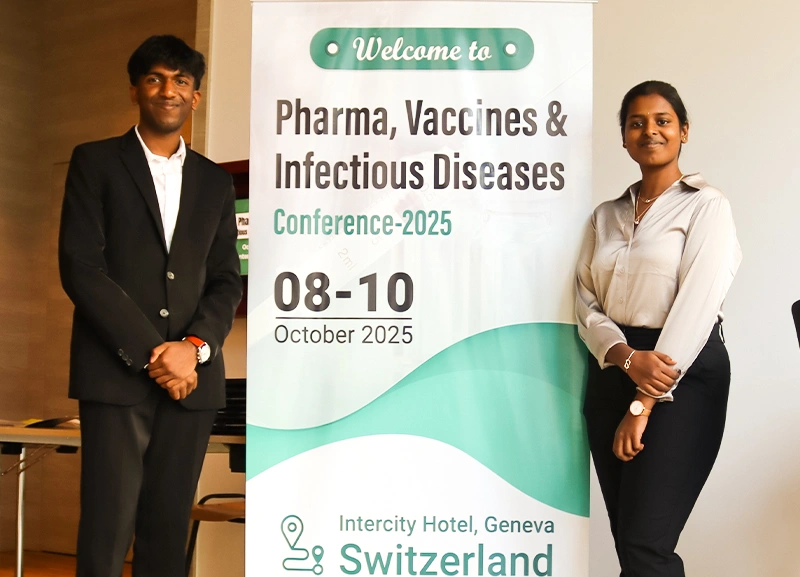 Welcome to
Pharma, Vaccines &
Infectious Diseases
Conference-2025
08-10
October 2025
Intercity Hotel, Geneva
Switzerland